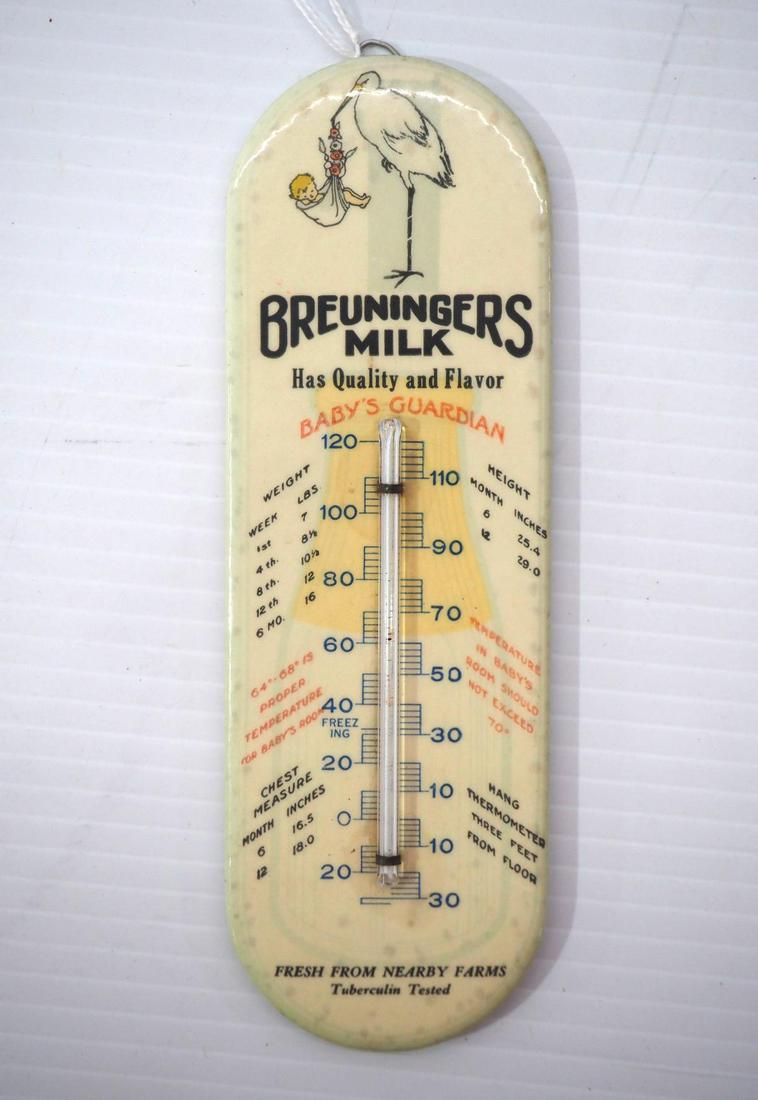 BREUNINGERS
MILK
Has Quality and Flavor
BABY'S GUARDIAN
WEIGHT
WEEK LBS
1st 7
4th. 8½
8th. 10½
12th 12
6 MO. 16
HEIGHT
MONTH INCHES
6 25.4
12 29.0
120
110
100
90
80
70
60
50
40
FREEZ
ING
30
20
10
0
10
20
30
64°-68° IS
PROPER
TEMPERATURE
FOR BABY'S ROOM
TEMPERATURE
IN BABY'S
ROOM SHOULD
NOT EXCEED
70°
CHEST
MEASURE
MONTH INCHES
6 16.5
12 18.0
HANG
THERMOMETER
THREE FEET
FROM FLOOR
FRESH FROM NEARBY FARMS
Tuberculin Tested